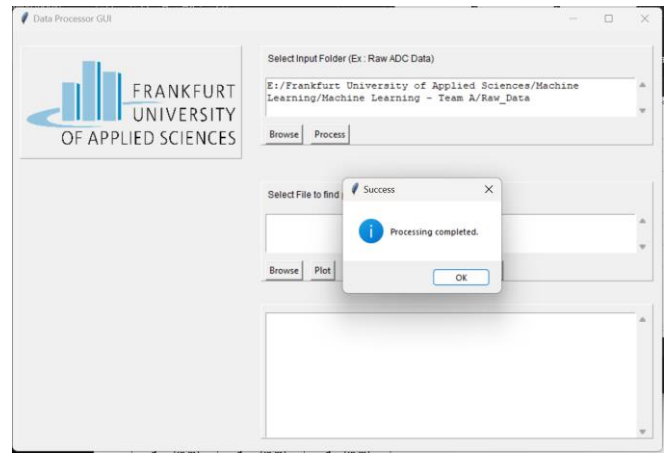 Data Processor GUI
FRANKFURT
UNIVERSITY
OF APPLIED SCIENCES
Select Input Folder (Ex : Raw ADC Data)
E:/Frankfurt University of Applied Sciences/Machine
Learning/Machine Learning - Team A/Raw_Data
Browse Process
Select File to find
Success
Processing completed.
OK
Browse Plot